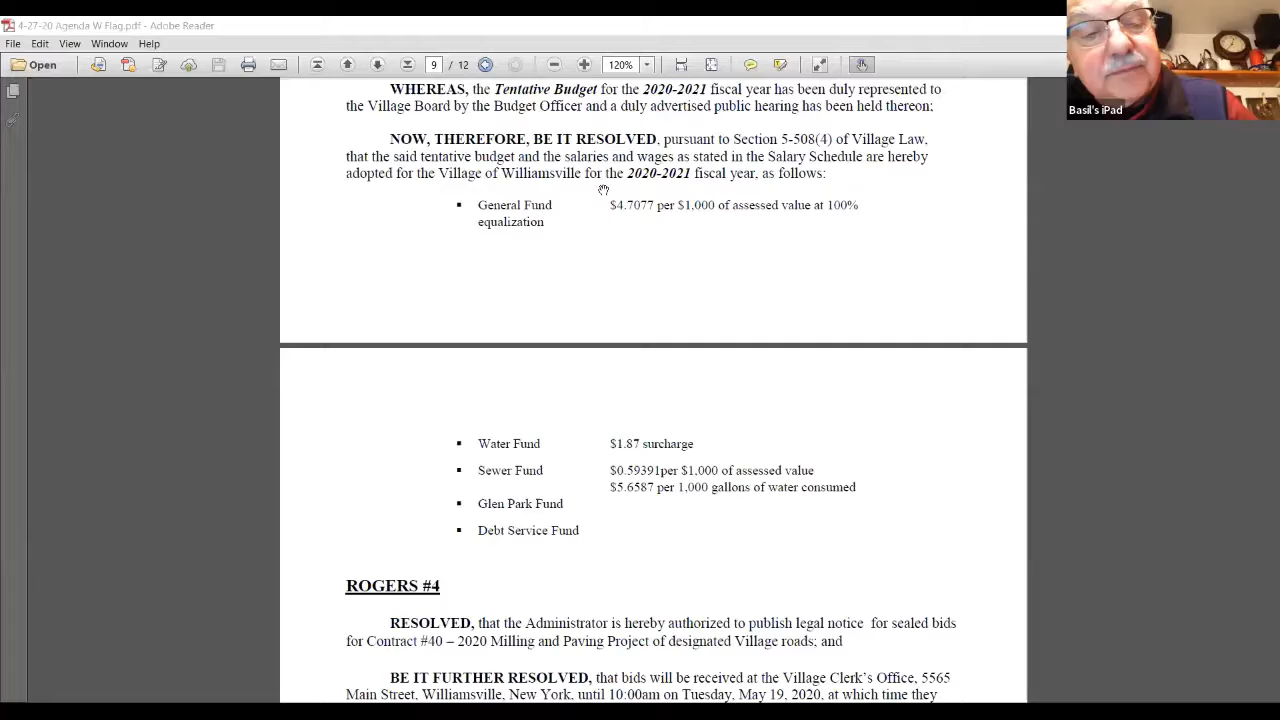 4-27-20 Agenda W Flag.pdf - Adobe Reader
File Edit View Window Help
Open 9 / 12 120%
WHEREAS, the Tentative Budget for the 2020-2021 fiscal year has been duly represented to
the Village Board by the Budget Officer and a duly advertised public hearing has been held thereon;
NOW, THEREFORE, BE IT RESOLVED, pursuant to Section 5-508(4) of Village Law,
that the said tentative budget and the salaries and wages as stated in the Salary Schedule are hereby
adopted for the Village of Williamsville for the 2020-2021 fiscal year, as follows:
▪ General Fund $4.7077 per $1,000 of assessed value at 100%
equalization
▪ Water Fund $1.87 surcharge
▪ Sewer Fund $0.59391per $1,000 of assessed value
$5.6587 per 1,000 gallons of water consumed
▪ Glen Park Fund
▪ Debt Service Fund
ROGERS #4
RESOLVED, that the Administrator is hereby authorized to publish legal notice for sealed bids
for Contract #40 – 2020 Milling and Paving Project of designated Village roads; and
BE IT FURTHER RESOLVED, that bids will be received at the Village Clerk's Office, 5565
Main Street, Williamsville, New York, until 10:00am on Tuesday, May 19, 2020, at which time they
Basil's iPad